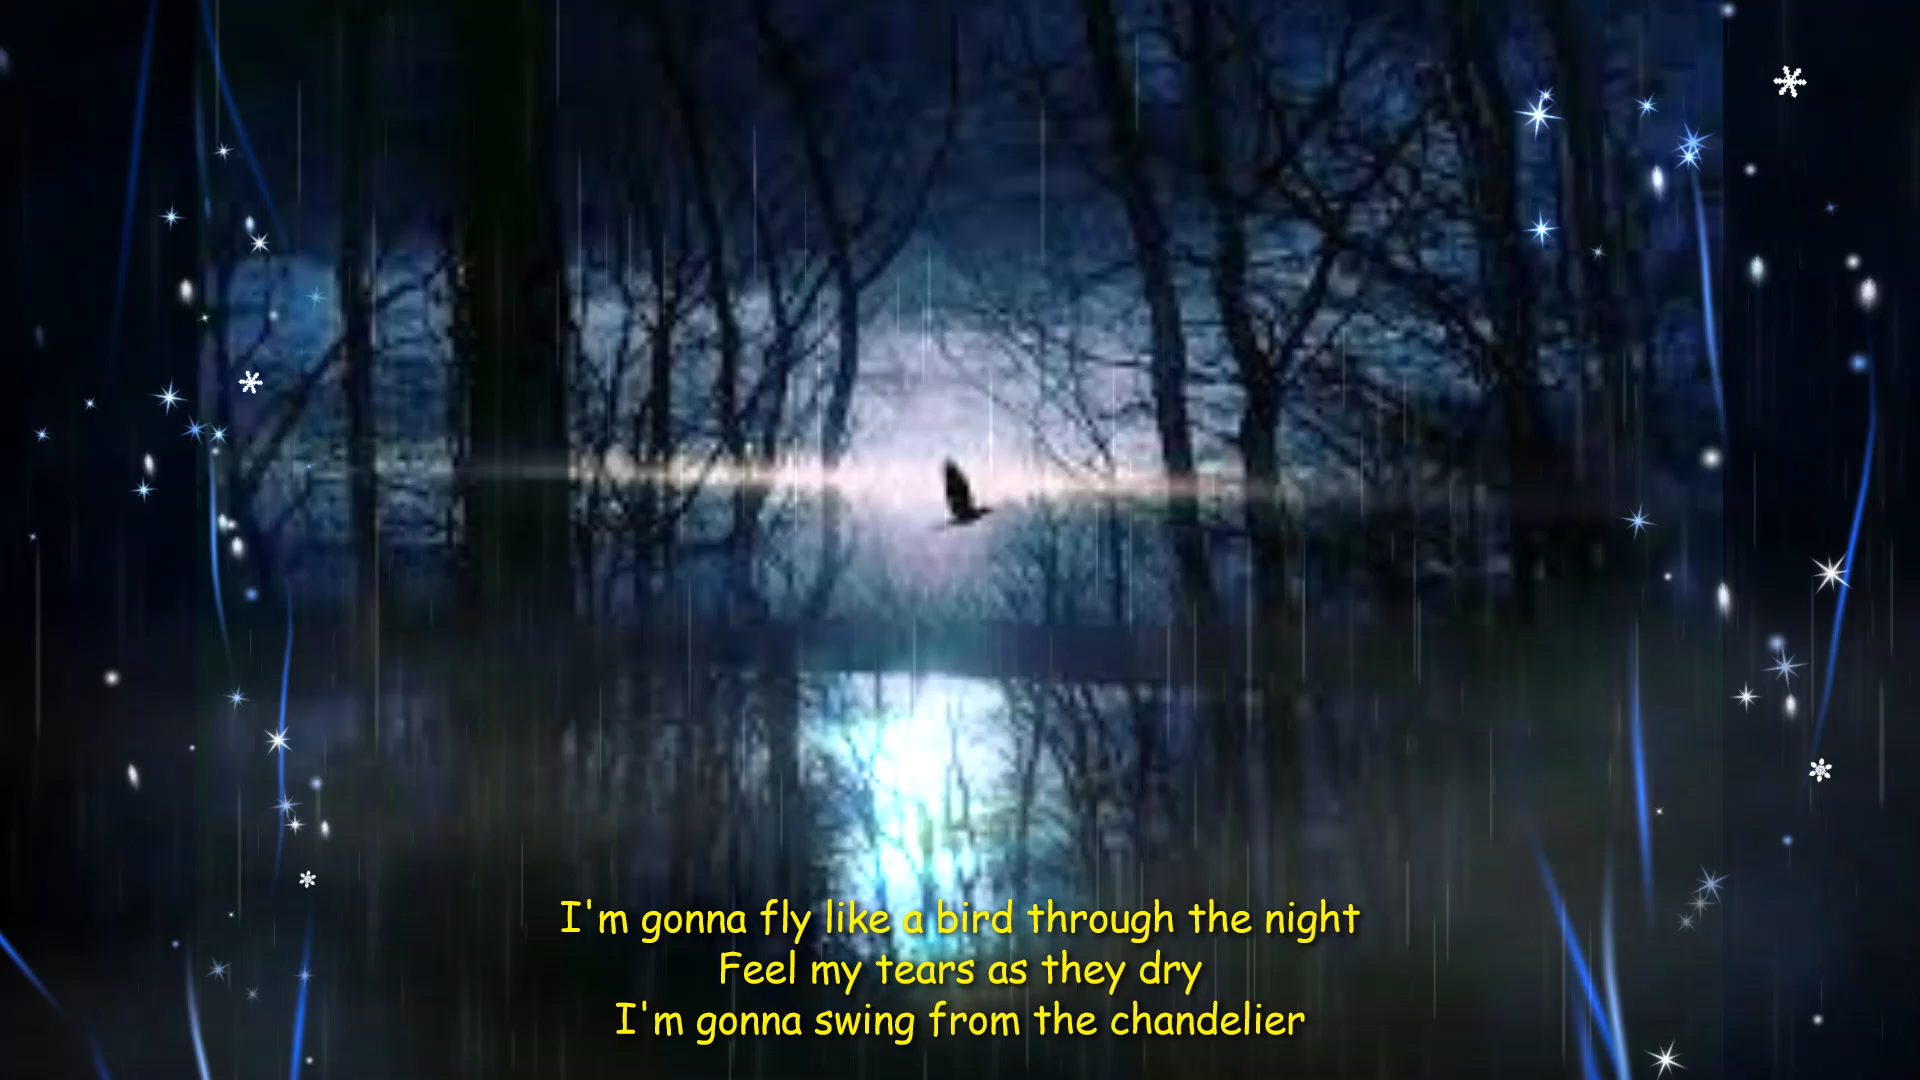 I'm gonna fly like a bird through the night
Feel my tears as they dry
I'm gonna swing from the chandelier